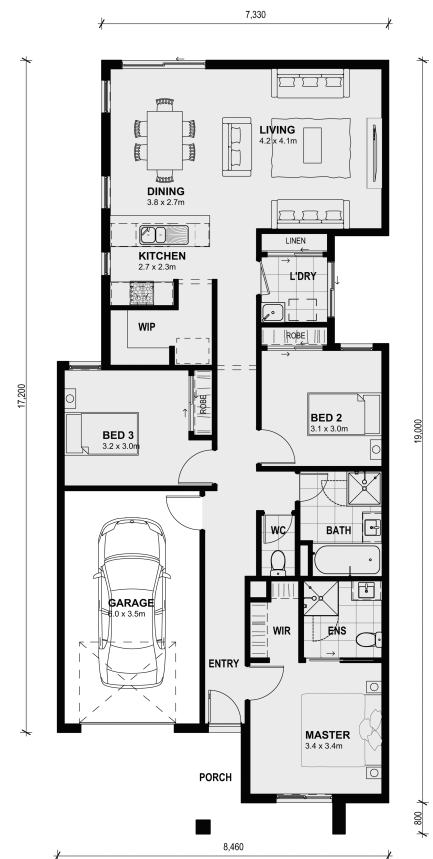 7,330
LIVING
4.2 x 4.1m
DINING
3.8 x 2.7m
KITCHEN
2.7 x 2.3m
LINEN
L'DRY
WIP
ROBE
ROBE
BED 2
3.1 x 3.0m
BED 3
3.2 x 3.0m
17,200
19,000
WC
BATH
GARAGE
6.0 x 3.5m
WIR
ENS
ENTRY
MASTER
3.4 x 3.4m
PORCH
800
8,460